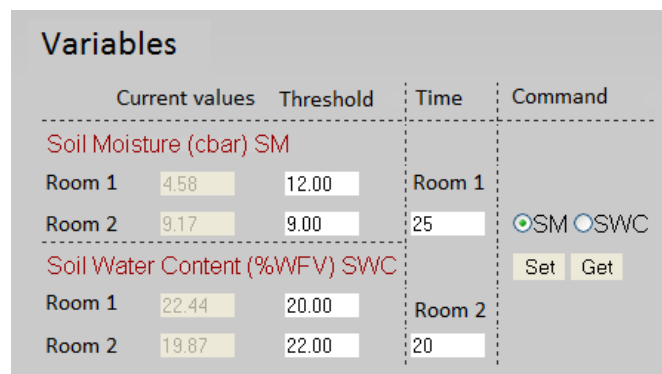 Variables
Current values Threshold Time Command
Soil Moisture (cbar) SM
Room 1 4.58 12.00 Room 1
Room 2 9.17 9.00 25 SM SWC
Soil Water Content (%WFV) SWC Set Get
Room 1 22.44 20.00 Room 2
Room 2 19.87 22.00 20